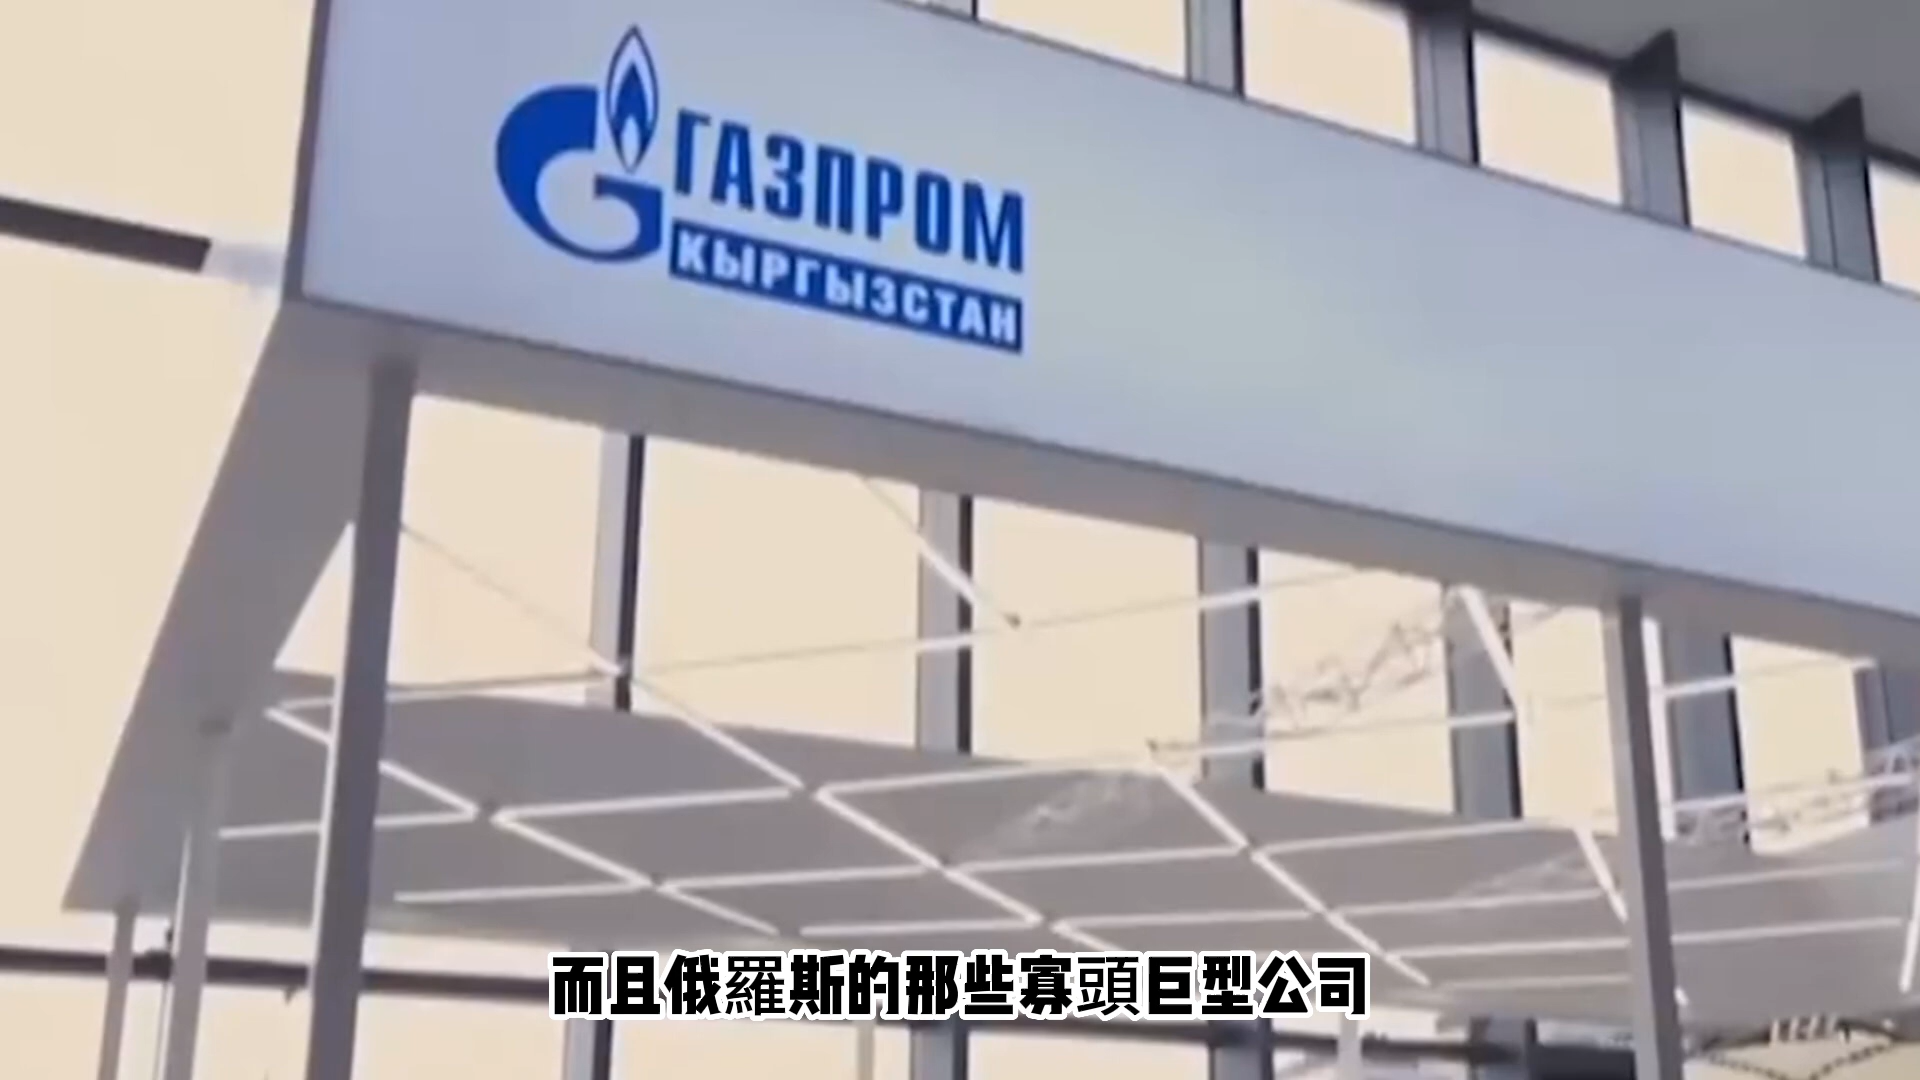 ГАЗПРОМ
КЫРГЫЗСТАН
而且俄羅斯的那些寡頭巨型公司